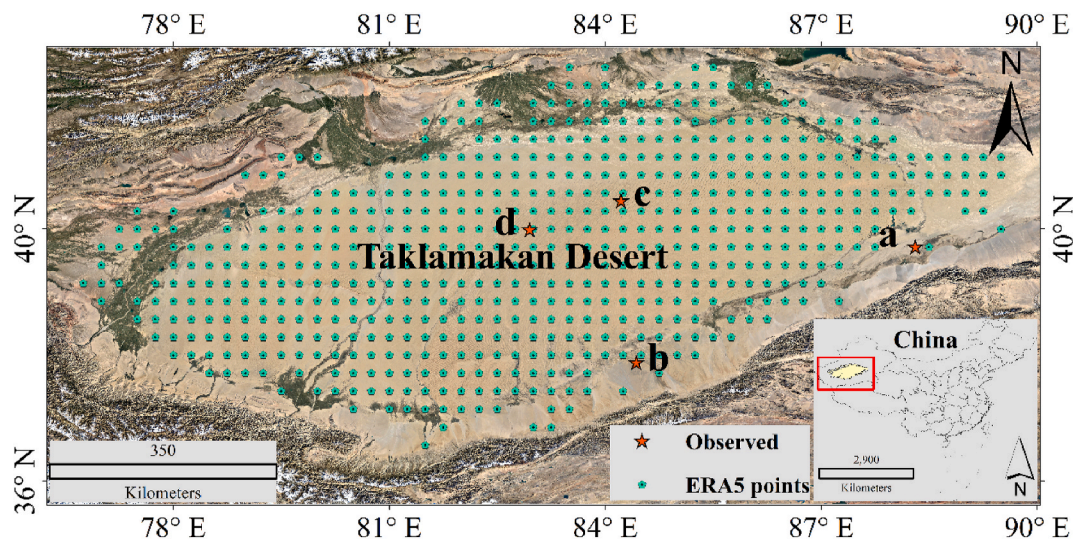 78° E 81° E 84° E 87° E 90° E
N
40° N
40° N
c
d
a
Taklamakan Desert
b
China
350
Kilometers
Observed
ERA5 points
2,900
Kilometers
N
36° N
36° N
78° E 81° E 84° E 87° E 90° E